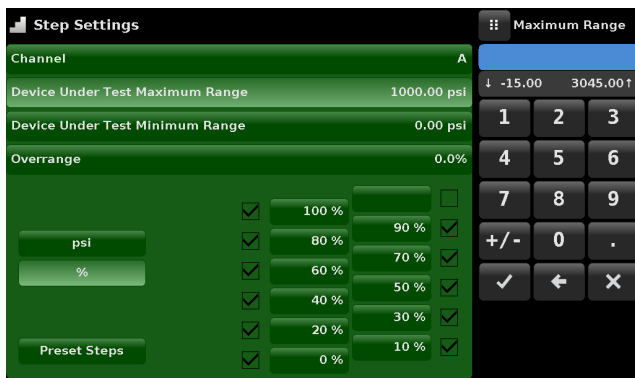 Step Settings
Maximum Range
Channel A
Device Under Test Maximum Range 1000.00 psi
Device Under Test Minimum Range 0.00 psi
Overrange 0.0%
psi
%
Preset Steps
100 %
90 %
80 %
70 %
60 %
50 %
40 %
30 %
20 %
10 %
0 %
↓ -15.00 3045.00↑
1 2 3
4 5 6
7 8 9
+/- 0 .